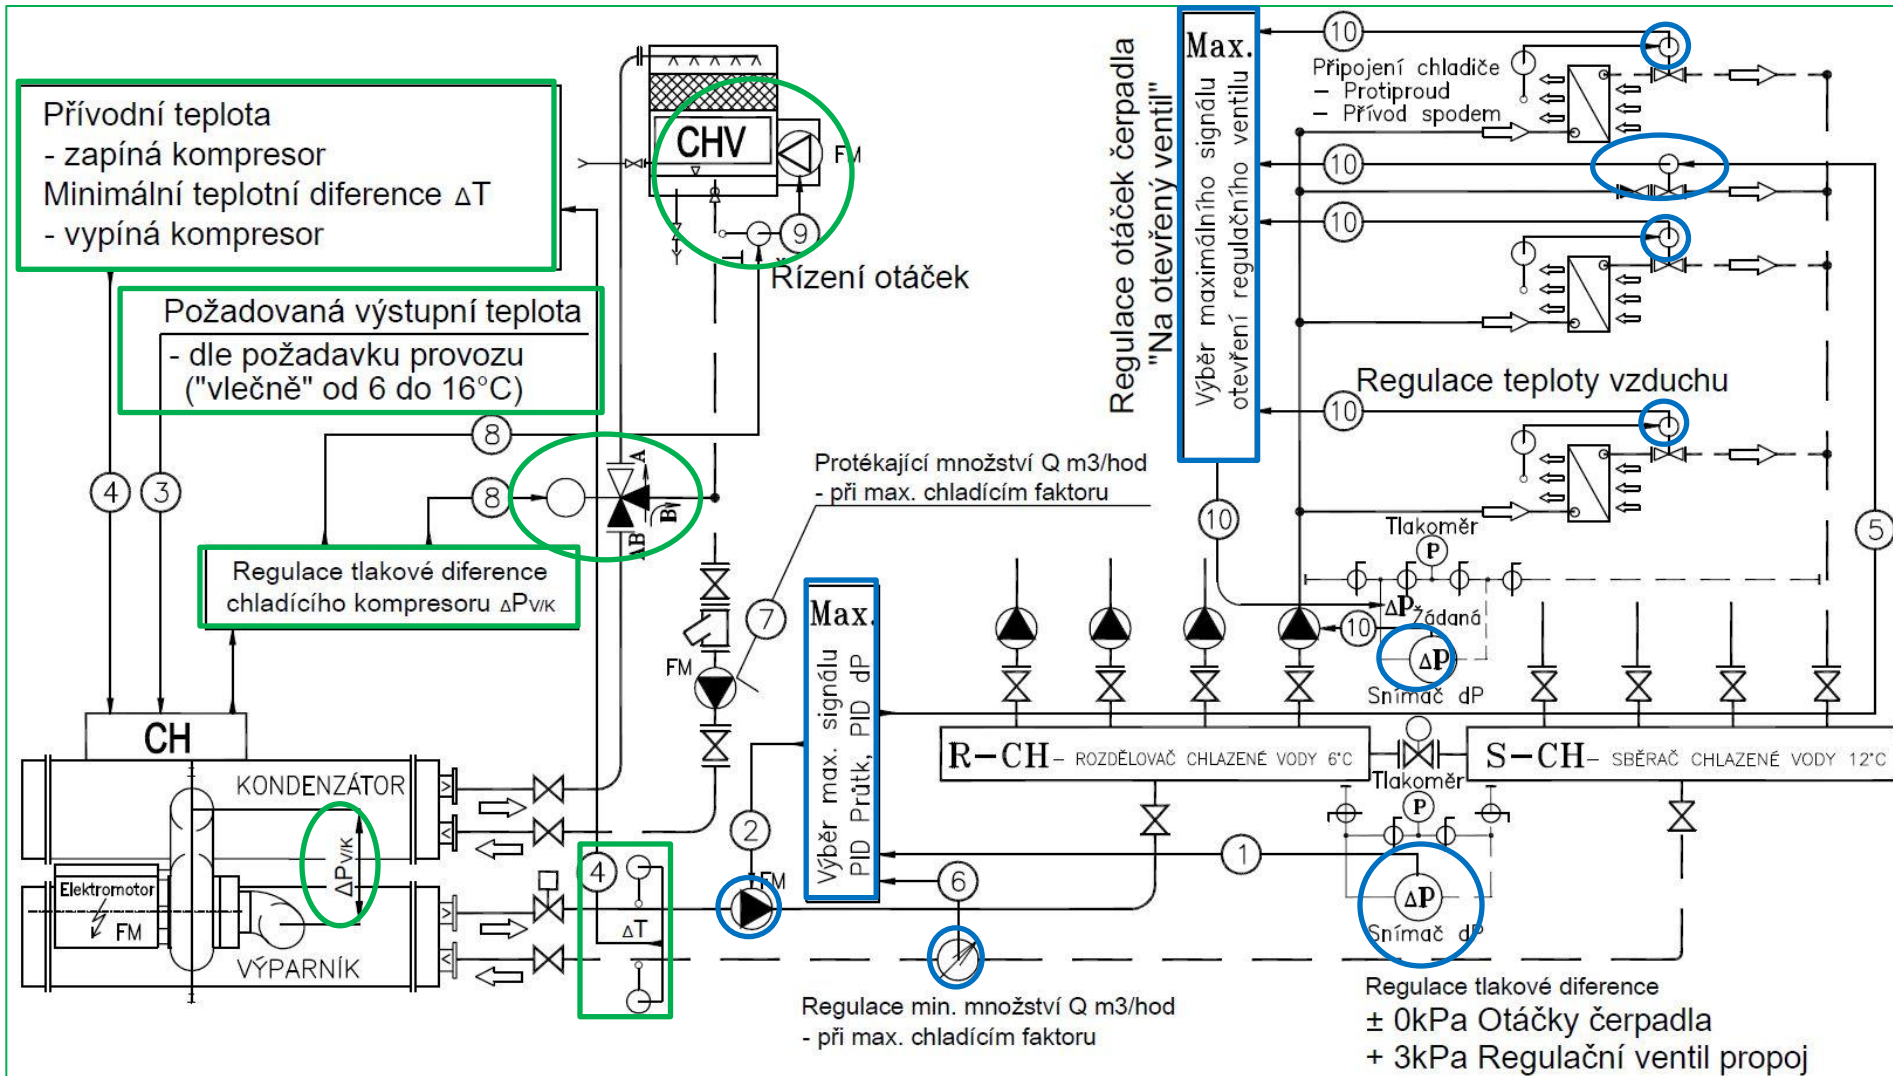 Přívodní teplota
- zapíná kompresor
Minimální teplotní diference ΔT
- vypíná kompresor
Požadovaná výstupní teplota
- dle požadavku provozu
("vlečně" od 6 do 16°C)
CHV
FM
9
Řízení otáček
8
8
4
3
A
B
AB
Regulace tlakové diference
chladícího kompresoru ΔPV/K
CH
KONDENZÁTOR
ΔPV/K
Elektromotor
FM
VÝPARNÍK
4
ΔT
Protékající množství Q m3/hod
- při max. chladícím faktoru
7
FM
2
FM
Max.
Výběr max. signálu
PID Průtk, PID dP
6
1
Regulace min. množství Q m3/hod
- při max. chladícím faktoru
Regulace otáček čerpadla
"Na otevřený ventil"
Max.
Výběr maximálního signálu
otevření regulačního ventilu
10
Připojení chladiče
– Protiproud
– Přívod spodem
10
10
Regulace teploty vzduchu
10
10
5
Tlakoměr
P
ΔP Žádaná
10
ΔP
Snímač dP
R-CH– ROZDĚLOVAČ CHLAZENÉ VODY 6°C
S-CH– SBĚRAČ CHLAZENÉ VODY 12°C
Tlakoměr
P
ΔP
Snímač dP
Regulace tlakové diference
± 0kPa Otáčky čerpadla
+ 3kPa Regulační ventil propoj